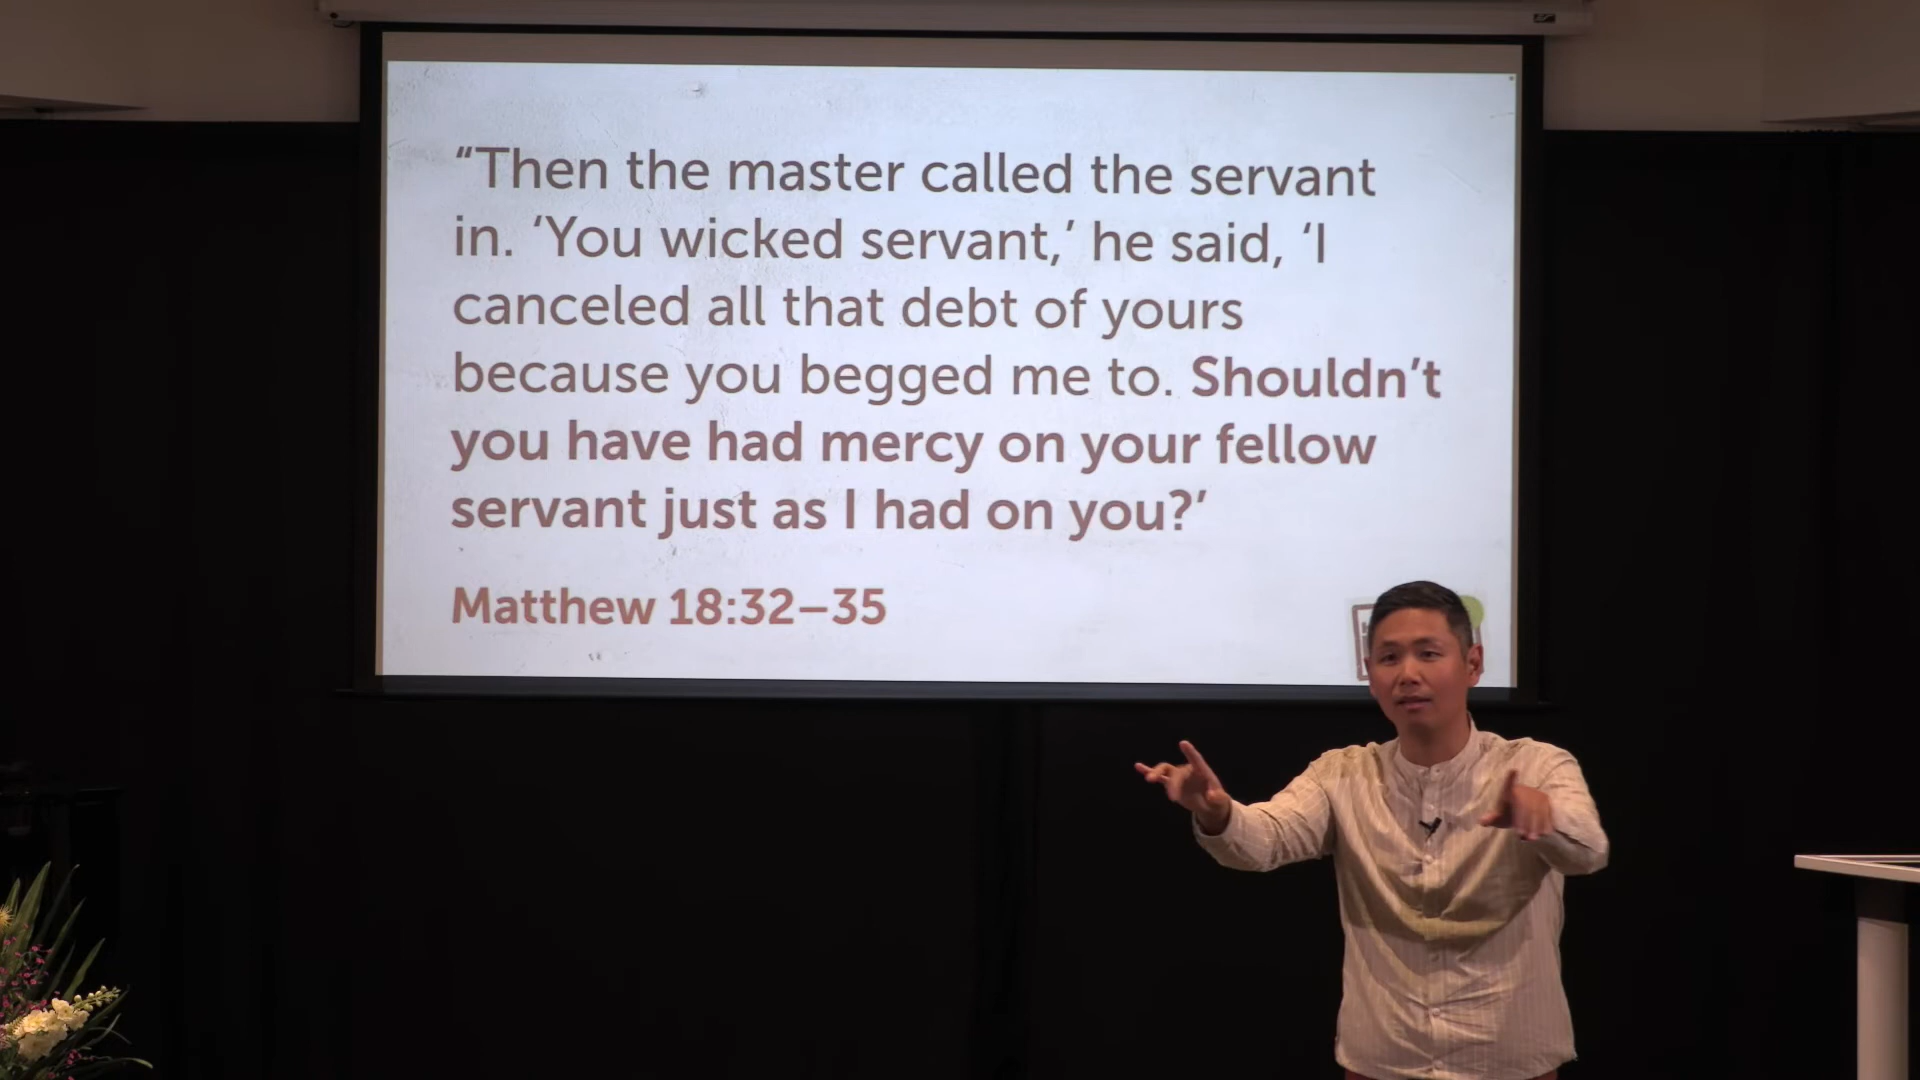 “Then the master called the servant
in. ‘You wicked servant,’ he said, ‘I
canceled all that debt of yours
because you begged me to. Shouldn’t
you have had mercy on your fellow
servant just as I had on you?’
Matthew 18:32–35